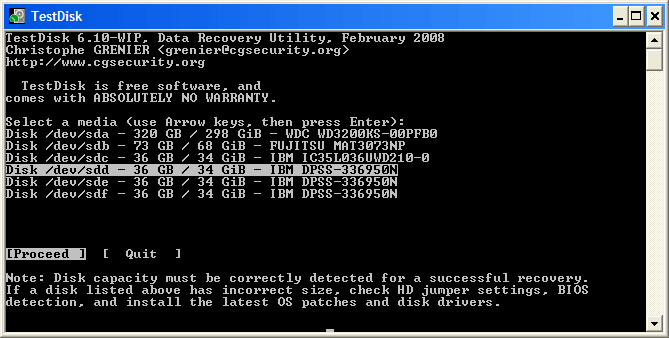 TestDisk
TestDisk 6.10-WIP, Data Recovery Utility, February 2008
Christophe GRENIER <grenier@cgsecurity.org>
http://www.cgsecurity.org
TestDisk is free software, and
comes with ABSOLUTELY NO WARRANTY.
Select a media (use Arrow keys, then press Enter):
Disk /dev/sda - 320 GB / 298 GiB - WDC WD3200KS-00PFB0
Disk /dev/sdb - 73 GB / 68 GiB - FUJITSU MAT3073NP
Disk /dev/sdc - 36 GB / 34 GiB - IBM IC35L036UWD210-0
Disk /dev/sdd - 36 GB / 34 GiB - IBM DPSS-336950N
Disk /dev/sde - 36 GB / 34 GiB - IBM DPSS-336950N
Disk /dev/sdf - 36 GB / 34 GiB - IBM DPSS-336950N
[Proceed ]  [  Quit  ]
Note: Disk capacity must be correctly detected for a successful recovery.
If a disk listed above has incorrect size, check HD jumper settings, BIOS
detection, and install the latest OS patches and disk drivers.